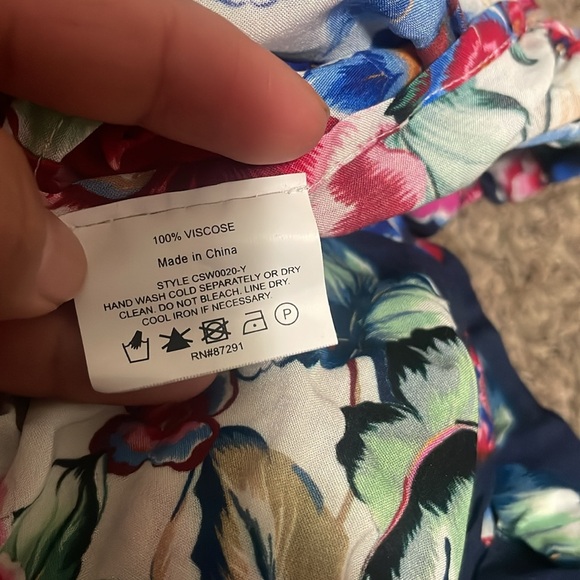 100% VISCOSE
Made in China
STYLE CSW0020-Y
HAND WASH COLD SEPARATELY OR DRY
CLEAN. DO NOT BLEACH. LINE DRY.
COOL IRON IF NECESSARY.
P
RN#87291